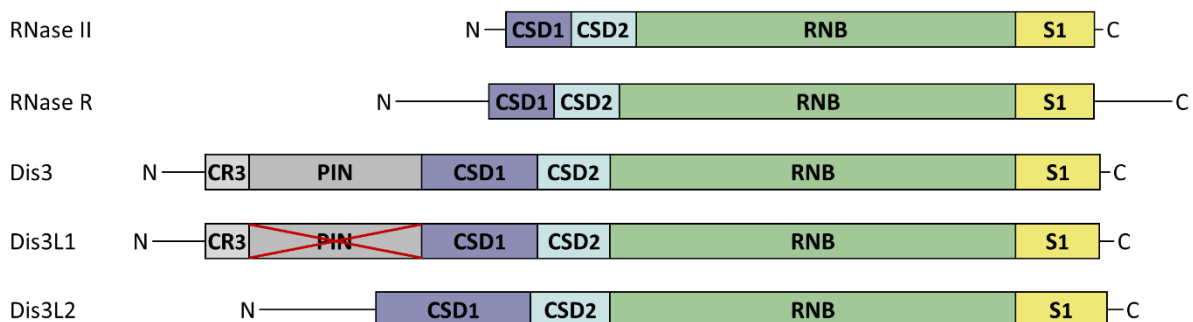 RNase II N CSD1 CSD2 RNB S1 C
RNase R N CSD1 CSD2 RNB S1 C
Dis3 N CR3 PIN CSD1 CSD2 RNB S1 C
Dis3L1 N CR3 PIN CSD1 CSD2 RNB S1 C
Dis3L2 N CSD1 CSD2 RNB S1 C